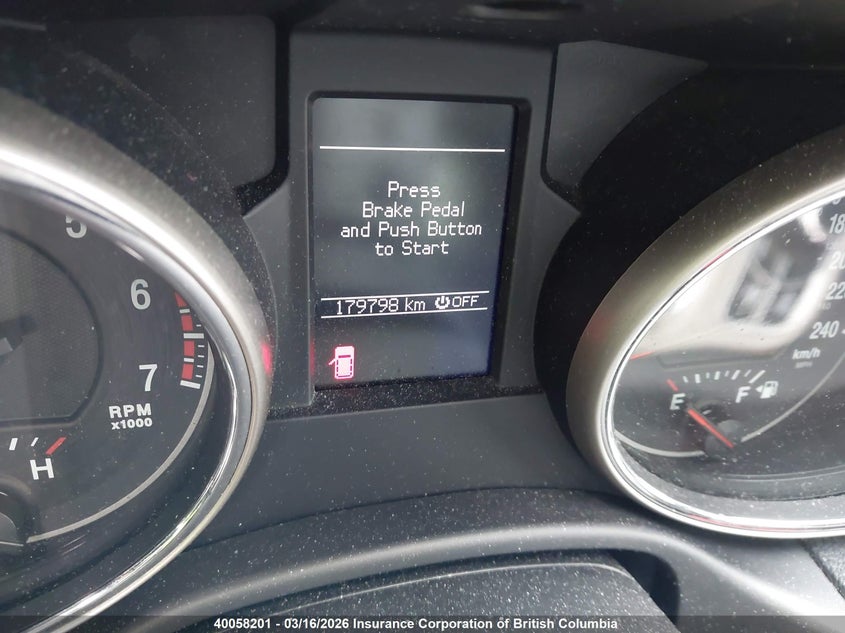 Press
Brake Pedal
and Push Button
to Start
179798 km OFF
5
6
7
RPM
x1000
H
240
km/h
E
F
40058201 - 03/16/2026 Insurance Corporation of British Columbia